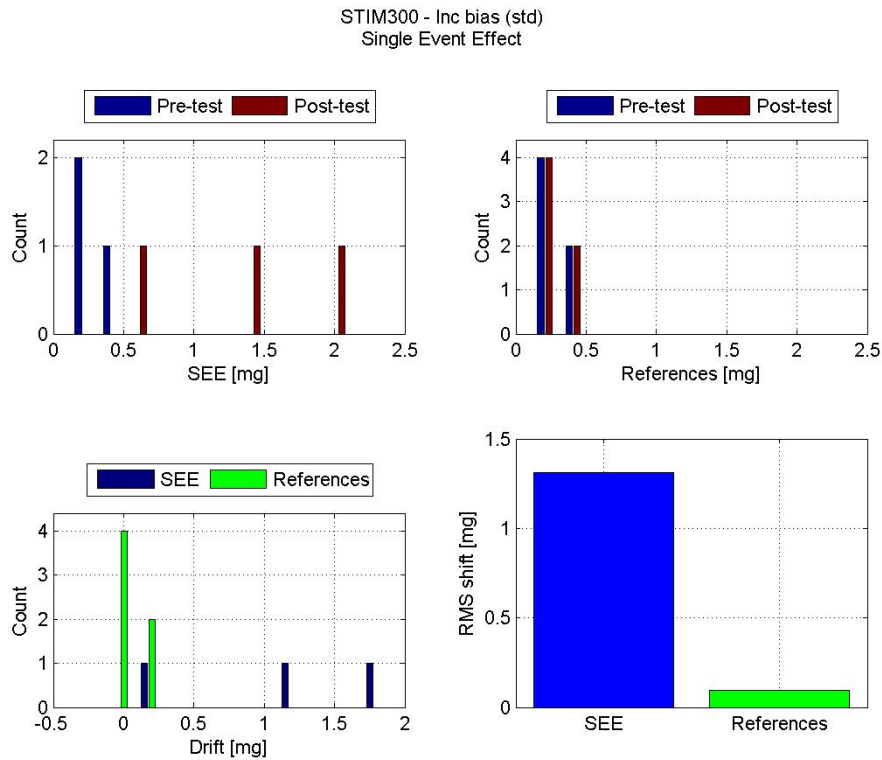 STIM300 - Inc bias (std)
Single Event Effect
Pre-test Post-test
2
1
0
Count
0 0.5 1 1.5 2 2.5
SEE [mg]
Pre-test Post-test
4
3
2
1
0
Count
0 0.5 1 1.5 2 2.5
References [mg]
SEE References
4
3
2
1
0
Count
-0.5 0 0.5 1 1.5 2
Drift [mg]
1.5
1
0.5
0
RMS shift [mg]
SEE References